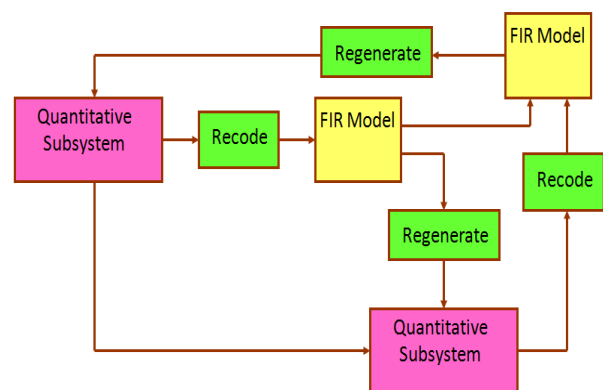 FIR Model
Regenerate
Quantitative
Subsystem
Recode
FIR Model
Recode
Regenerate
Quantitative
Subsystem